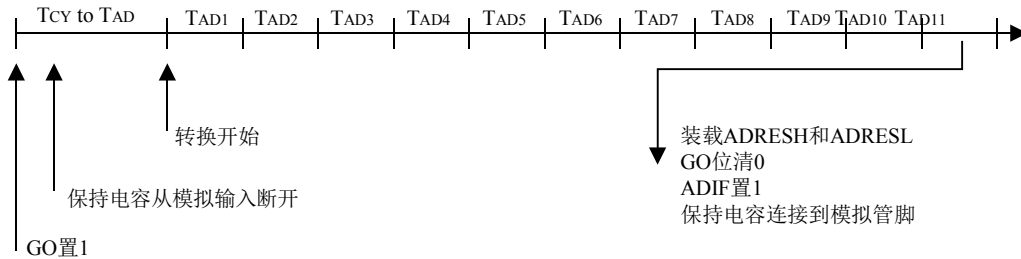 TCY to TAD TAD1 TAD2 TAD3 TAD4 TAD5 TAD6 TAD7 TAD8 TAD9 TAD10 TAD11
转换开始
保持电容从模拟输入断开
GO置1
装载ADRESH和ADRESL
GO位清0
ADIF置1
保持电容连接到模拟管脚